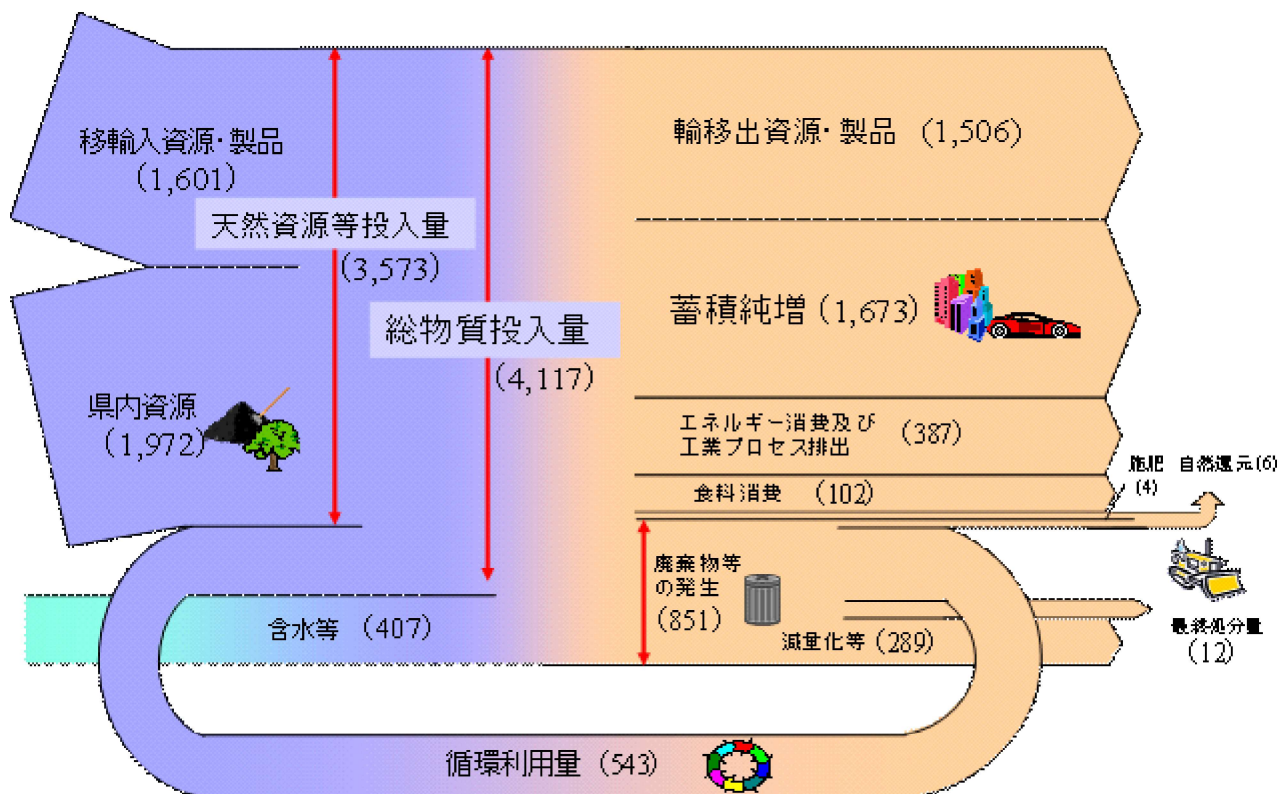 移輸入資源・製品
(1,601)
天然資源等投入量
(3,573)
総物質投入量
(4,117)
県内資源
(1,972)
含水等 (407)
輸移出資源・製品 (1,506)
蓄積純増 (1,673)
エネルギー消費及び
工業プロセス排出 (387)
食料消費 (102)
施肥 自然還元(6)
(4)
廃棄物等
の発生
(851)
減量化等 (289)
最終処分量
(12)
循環利用量 (543)